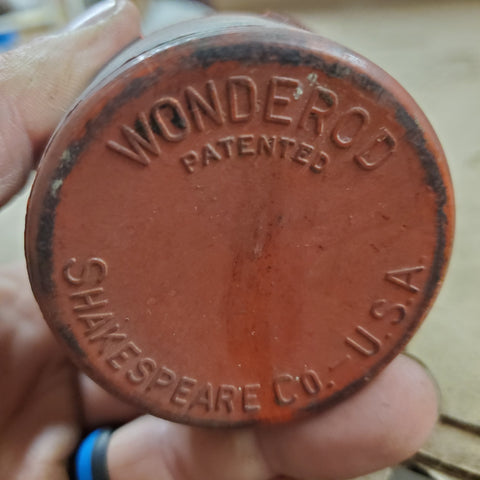 WONDEROD
PATENTED
SHAKESPEARE Co. - U.S.A.